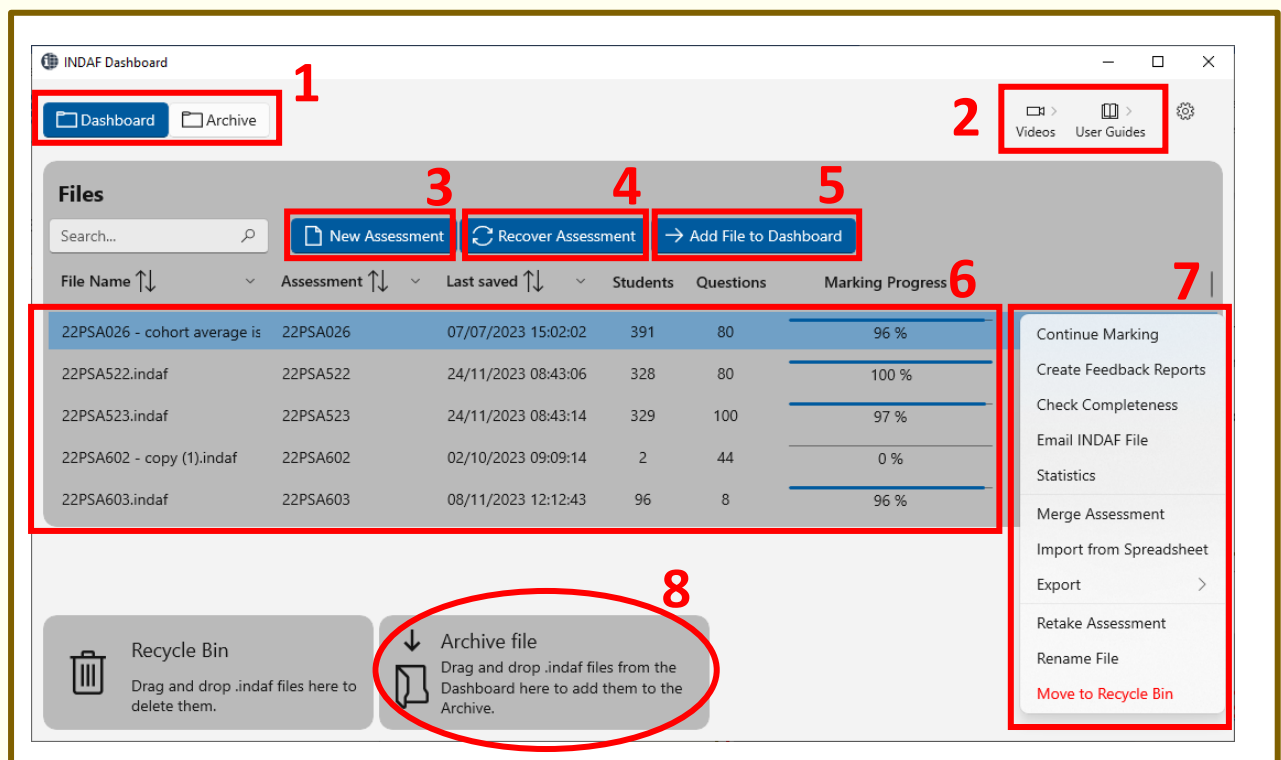 INDAF Dashboard
1
Dashboard Archive
2
Videos User Guides
3 4 5
Files
Search...
New Assessment Recover Assessment Add File to Dashboard
6 7
File Name Assessment Last saved Students Questions Marking Progress
22PSA026 - cohort average is 22PSA026 07/07/2023 15:02:02 391 80 96 %
22PSA522.indaf 22PSA522 24/11/2023 08:43:06 328 80 100 %
22PSA523.indaf 22PSA523 24/11/2023 08:43:14 329 100 97 %
22PSA602 - copy (1).indaf 22PSA602 02/10/2023 09:09:14 2 44 0 %
22PSA603.indaf 22PSA603 08/11/2023 12:12:43 96 8 96 %
Continue Marking
Create Feedback Reports
Check Completeness
Email INDAF File
Statistics
Merge Assessment
Import from Spreadsheet
Export
Retake Assessment
Rename File
Move to Recycle Bin
8
Recycle Bin
Drag and drop .indaf files here to
delete them.
Archive file
Drag and drop .indaf files from the
Dashboard here to add them to the
Archive.